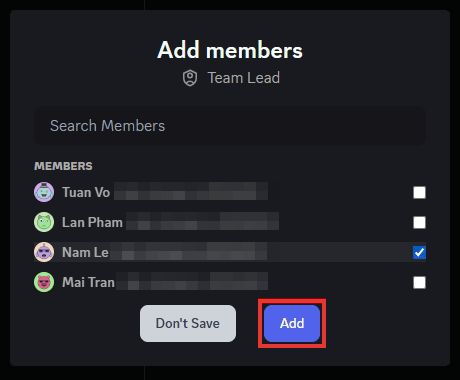 Add members
Team Lead
Search Members
MEMBERS
Tuan Vo
Lan Pham
Nam Le
Mai Tran
Don't Save
Add